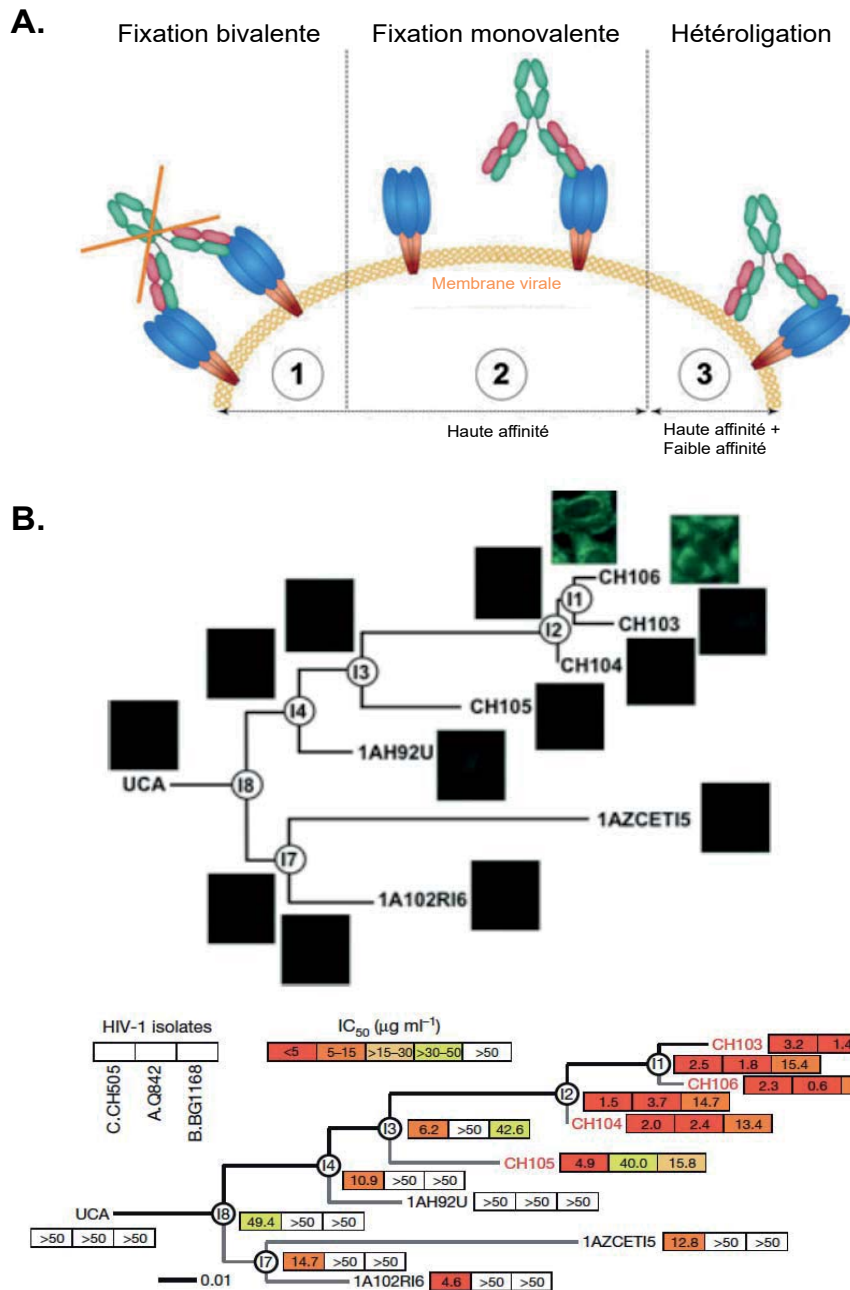 A.
Fixation bivalente
Fixation monovalente
Hétéroligation
Membrane virale
1
2
3
Haute affinité
Haute affinité +
Faible affinité
B.
CH106
I1
I2
CH103
CH104
I3
I4
CH105
1AH92U
UCA
I8
1AZCETI5
I7
1A102RI6
HIV-1 isolates
C.CH505
A.Q842
B.BG1168
IC50 (µg ml–1)
<5
5–15
>15–30
>30–50
>50
CH103
3.2
1.4
I1
2.5
1.8
15.4
CH106
2.3
0.6
I2
1.5
3.7
14.7
CH104
2.0
2.4
13.4
I3
6.2
>50
42.6
CH105
4.9
40.0
15.8
I4
10.9
>50
>50
1AH92U
>50
>50
>50
UCA
>50
>50
>50
I8
49.4
>50
>50
1AZCETI5
12.8
>50
>50
I7
14.7
>50
>50
0.01
1A102RI6
4.6
>50
>50